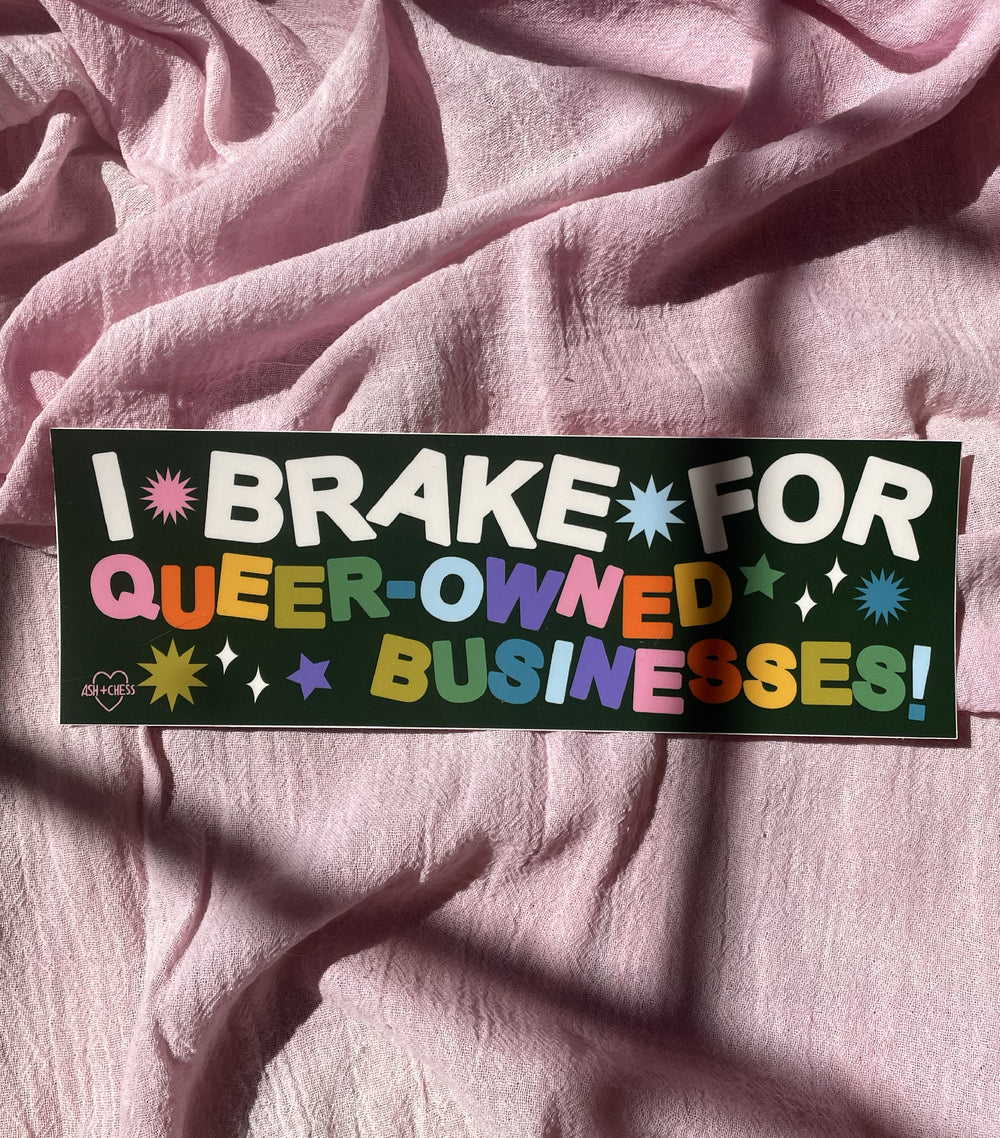 I BRAKE FOR
QUEER-OWNED
BUSINESSES!
ASH+CHESS